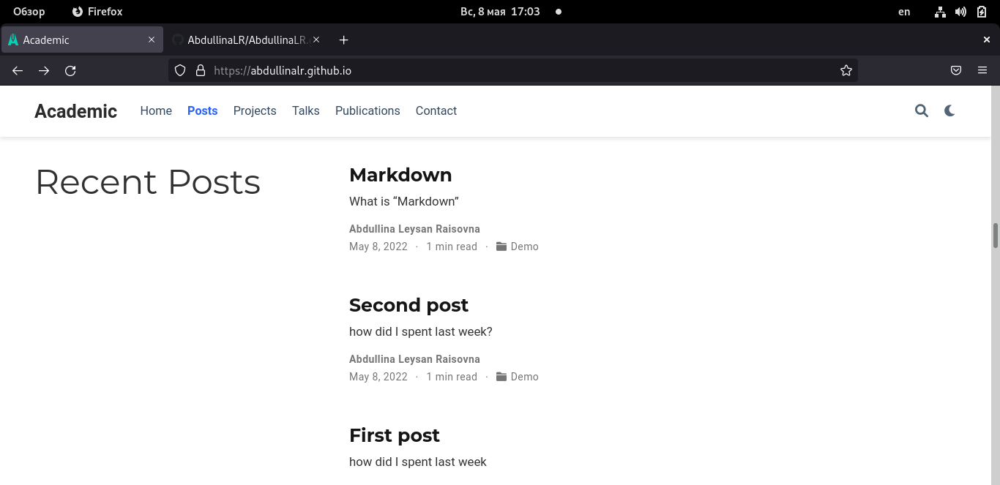 Обзор Firefox Вс, 8 мая 17:03 en
Academic AbdullinaLR/AbdullinaLR.
https://abdullinalr.github.io
Academic Home Posts Projects Talks Publications Contact
Recent Posts
Markdown
What is “Markdown”
Abdullina Leysan Raisovna
May 8, 2022 · 1 min read · Demo
Second post
how did I spent last week?
Abdullina Leysan Raisovna
May 8, 2022 · 1 min read · Demo
First post
how did I spent last week